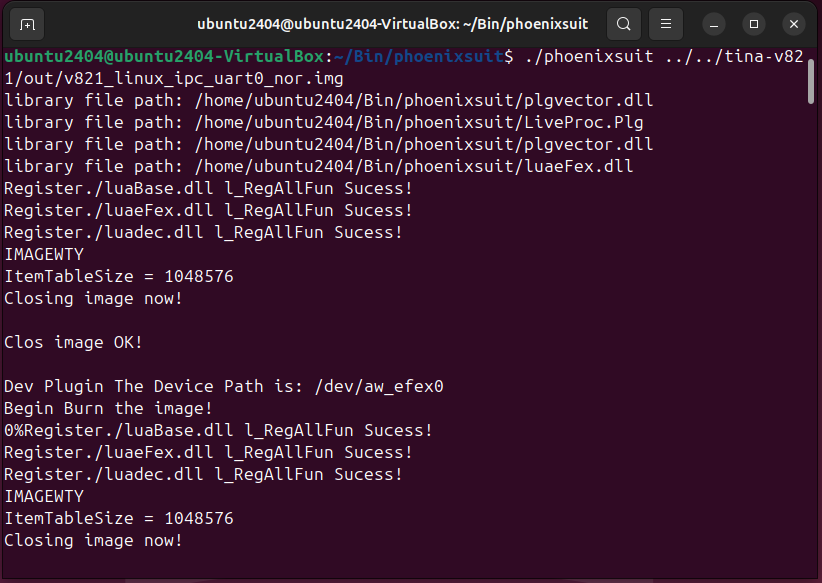 ubuntu2404@ubuntu2404-VirtualBox: ~/Bin/phoenixsuit
ubuntu2404@ubuntu2404-VirtualBox:~/Bin/phoenixsuit$ ./phoenixsuit ../../tina-v82
1/out/v821_linux_ipc_uart0_nor.img
library file path: /home/ubuntu2404/Bin/phoenixsuit/plgvector.dll
library file path: /home/ubuntu2404/Bin/phoenixsuit/LiveProc.Plg
library file path: /home/ubuntu2404/Bin/phoenixsuit/plgvector.dll
library file path: /home/ubuntu2404/Bin/phoenixsuit/luaeFex.dll
Register./luaBase.dll l_RegAllFun Sucess!
Register./luaeFex.dll l_RegAllFun Sucess!
Register./luadec.dll l_RegAllFun Sucess!
IMAGEWTY
ItemTableSize = 1048576
Closing image now!
Clos image OK!
Dev Plugin The Device Path is: /dev/aw_efex0
Begin Burn the image!
0%Register./luaBase.dll l_RegAllFun Sucess!
Register./luaeFex.dll l_RegAllFun Sucess!
Register./luadec.dll l_RegAllFun Sucess!
IMAGEWTY
ItemTableSize = 1048576
Closing image now!